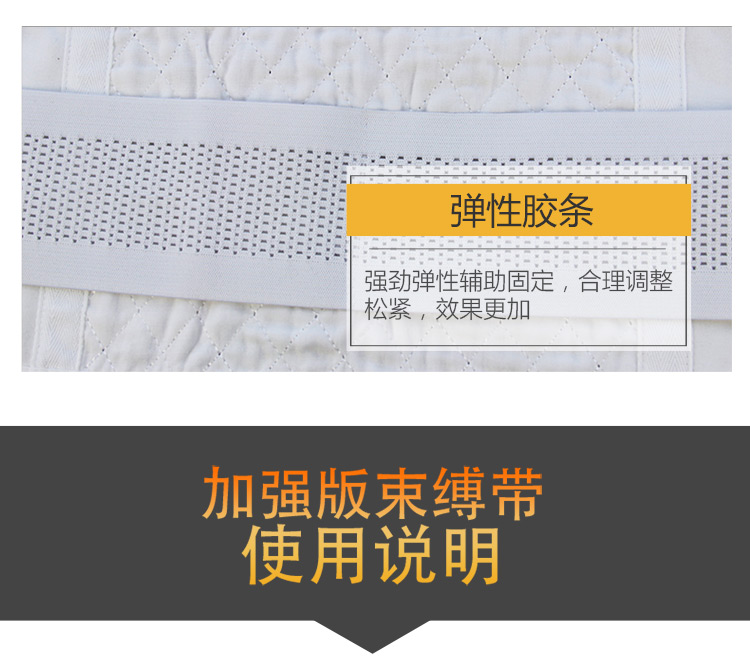 弹性胶条
强劲弹性辅助固定，合理调整
松紧，效果更加
加强版束缚带
使用说明